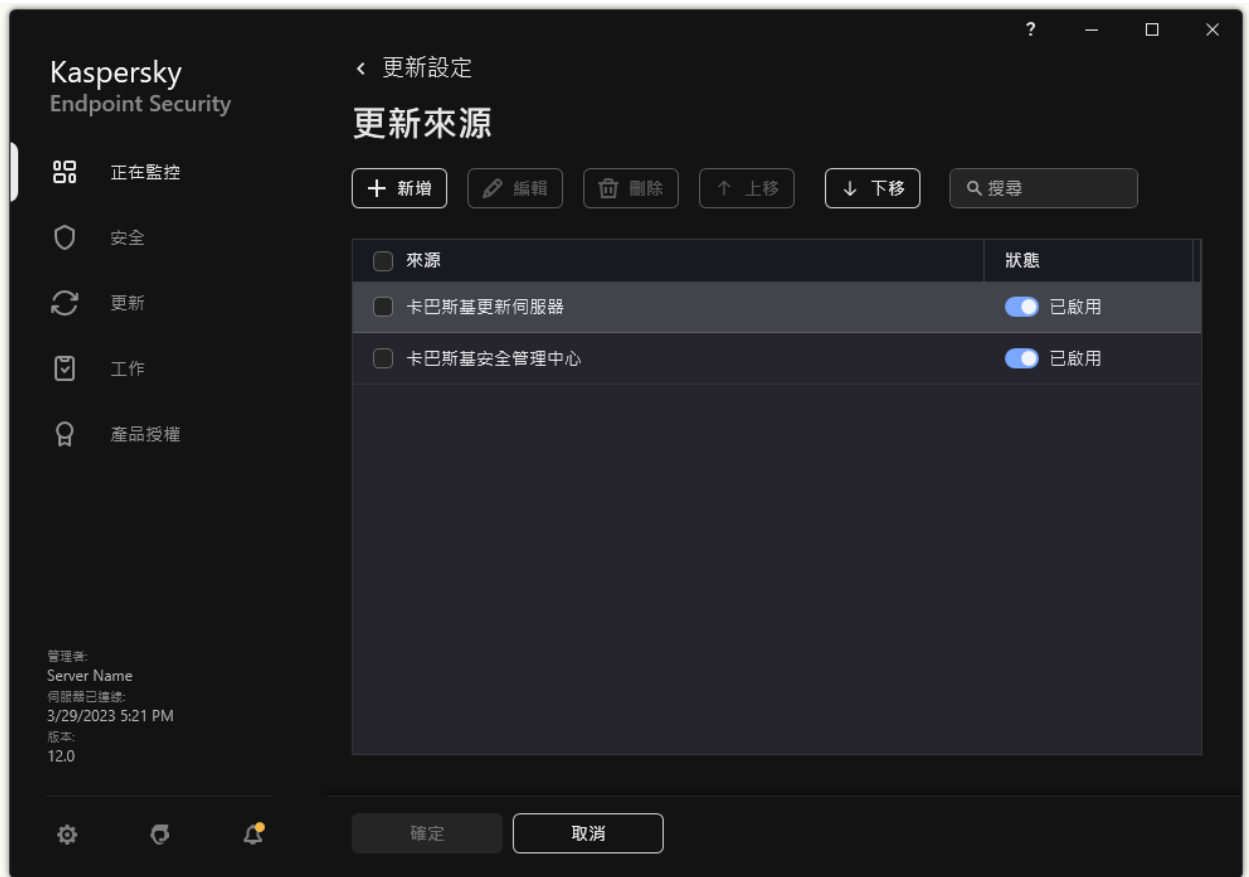 ?
Kaspersky
Endpoint Security
正在監控
安全
更新
工作
產品授權
管理者:
Server Name
伺服器已連線:
3/29/2023 5:21 PM
版本:
12.0
更新設定
更新來源
新增 編輯 刪除 上移 下移 搜尋
來源 狀態
卡巴斯基更新伺服器 已啟用
卡巴斯基安全管理中心 已啟用
確定 取消